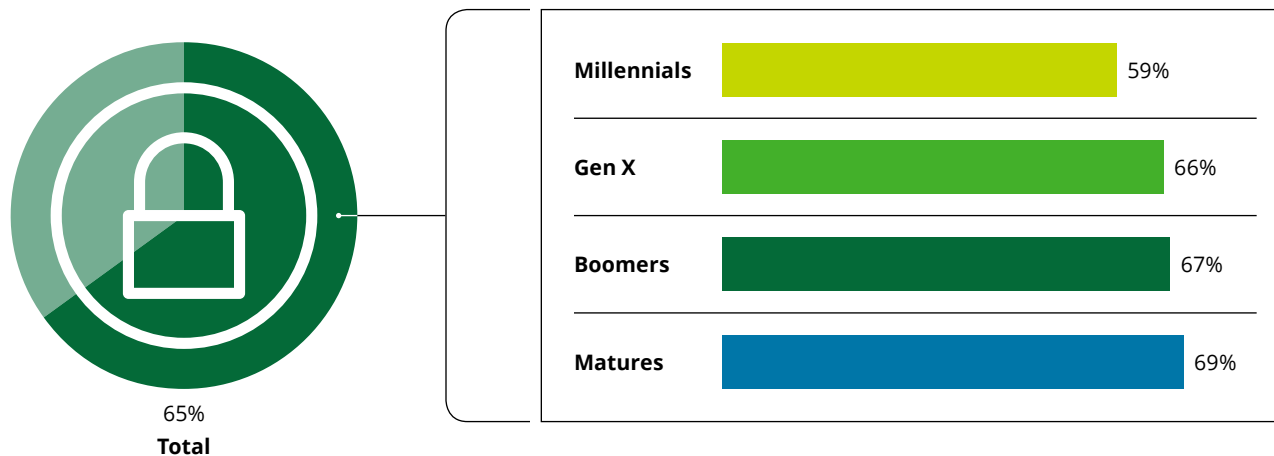 Millennials 59%
Gen X 66%
Boomers 67%
Matures 69%
65%
Total